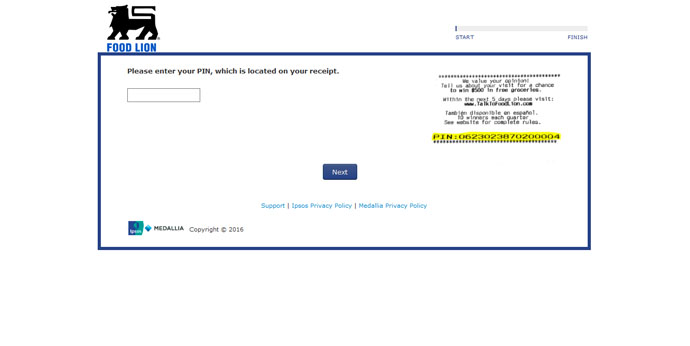 FOOD LION
START FINISH
Please enter your PIN, which is located on your receipt.
****************************************
We value your opinion!
Tell us about your visit for a chance
to win $500 in free groceries.
Within the next 5 days please visit:
www.TalktoFoodLion.com
También disponible en español.
10 winners each quarter
See website for complete rules.
PIN:0623023870200004
****************************************
Next
Support | Ipsos Privacy Policy | Medallia Privacy Policy
Ipsos MEDALLIA Copyright © 2016